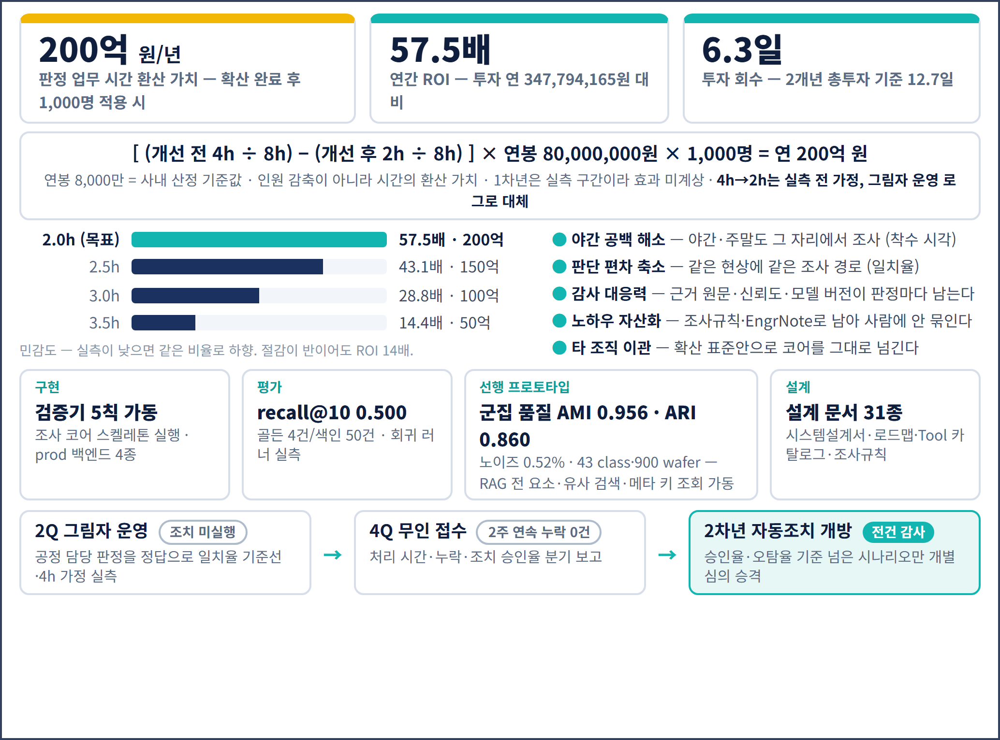 200억 원/년
판정 업무 시간 환산 가치 — 확산 완료 후
1,000명 적용 시
57.5배
연간 ROI — 투자 연 347,794,165원 대
비
6.3일
투자 회수 — 2개년 총투자 기준 12.7일
[ (개선 전 4h ÷ 8h) − (개선 후 2h ÷ 8h) ] × 연봉 80,000,000원 × 1,000명 = 연 200억 원
연봉 8,000만 = 사내 산정 기준값 · 인원 감축이 아니라 시간의 환산 가치 · 1차년은 실측 구간이라 효과 미계상 · 4h→2h는 실측 전 가정, 그림자 운영 로
그로 대체
2.0h (목표) 57.5배 · 200억
2.5h 43.1배 · 150억
3.0h 28.8배 · 100억
3.5h 14.4배 · 50억
민감도 — 실측이 낮으면 같은 비율로 하향. 절감이 반이어도 ROI 14배.
● 야간 공백 해소 — 야간·주말도 그 자리에서 조사 (착수 시각)
● 판단 편차 축소 — 같은 현상에 같은 조사 경로 (일치율)
● 감사 대응력 — 근거 원문·신뢰도·모델 버전이 판정마다 남는다
● 노하우 자산화 — 조사규칙·EngrNote로 남아 사람에 안 묶인다
● 타 조직 이관 — 확산 표준안으로 코어를 그대로 넘긴다
구현
검증기 5칙 가동
조사 코어 스켈레톤 실행 ·
prod 백엔드 4종
평가
recall@10 0.500
골든 4건/색인 50건 · 회귀 러
너 실측
선행 프로토타입
군집 품질 AMI 0.956 · ARI
0.860
노이즈 0.52% · 43 class·900 wafer —
RAG 전 요소·유사 검색·메타 키 조회 가동
설계
설계 문서 31종
시스템설계서·로드맵·Tool 카
탈로그·조사규칙
2Q 그림자 운영 조치 미실행
공정 담당 판정을 정답으로 일치율 기준선
·4h 가정 실측
→
4Q 무인 접수 2주 연속 누락 0건
처리 시간·누락·조치 승인율 분기 보고
→
2차년 자동조치 개방 전건 감사
승인율·오탐율 기준 넘은 시나리오만 개별
심의 승격